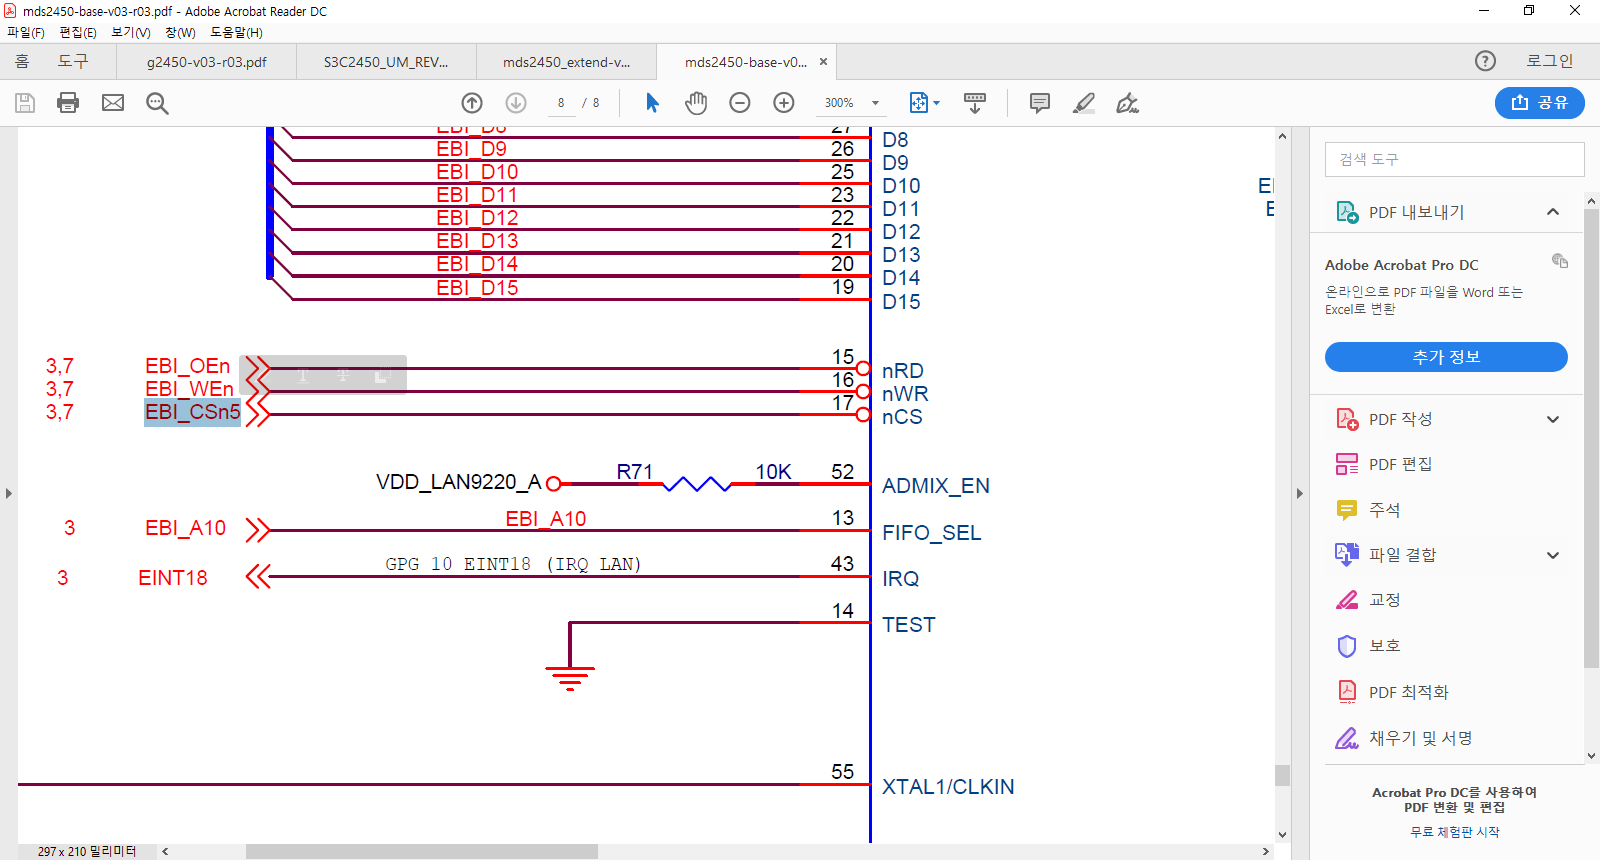 mds2450-base-v03-r03.pdf - Adobe Acrobat Reader DC
파일(F) 편집(E) 보기(V) 창(W) 도움말(H)
홈 도구 g2450-v03-r03.pdf S3C2450_UM_REV... mds2450_extend-v... mds2450-base-v0... × ? 로그인
8 / 8 300% 공유
EBI_D8 27 D8
EBI_D9 26 D9
EBI_D10 25 D10
EBI_D11 23 D11
EBI_D12 22 D12
EBI_D13 21 D13
EBI_D14 20 D14
EBI_D15 19 D15
3,7 EBI_OEn 15 nRD
3,7 EBI_WEn 16 nWR
3,7 EBI_CSn5 17 nCS
VDD_LAN9220_A R71 10K 52 ADMIX_EN
3 EBI_A10 EBI_A10 13 FIFO_SEL
3 EINT18 GPG 10 EINT18 (IRQ LAN) 43 IRQ
14 TEST
55 XTAL1/CLKIN
297 x 210 밀리미터
검색 도구
PDF 내보내기
Adobe Acrobat Pro DC
온라인으로 PDF 파일을 Word 또는
Excel로 변환
추가 정보
PDF 작성
PDF 편집
주석
파일 결합
교정
보호
PDF 최적화
채우기 및 서명
Acrobat Pro DC를 사용하여
PDF 변환 및 편집
무료 체험판 시작